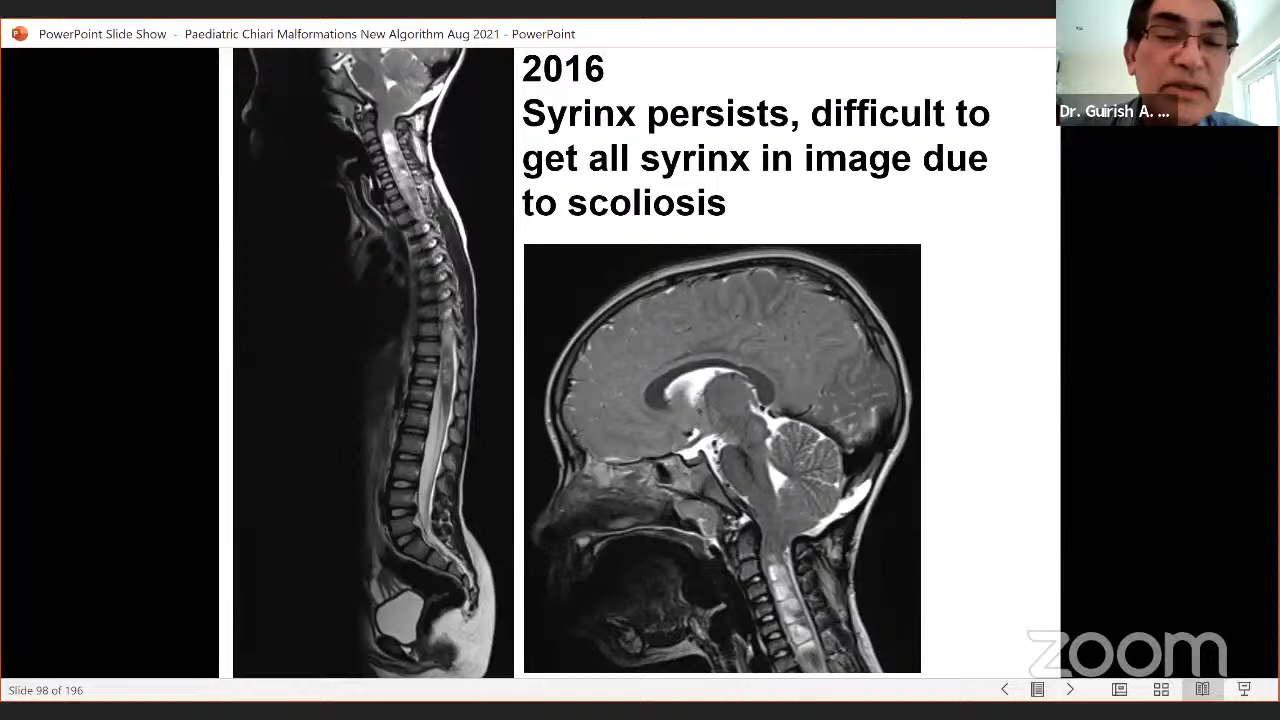 PowerPoint Slide Show - Paediatric Chiari Malformations New Algorithm Aug 2021 - PowerPoint
Dr. Guirish A. ...
2016
Syrinx persists, difficult to
get all syrinx in image due
to scoliosis
zoom
Slide 98 of 196